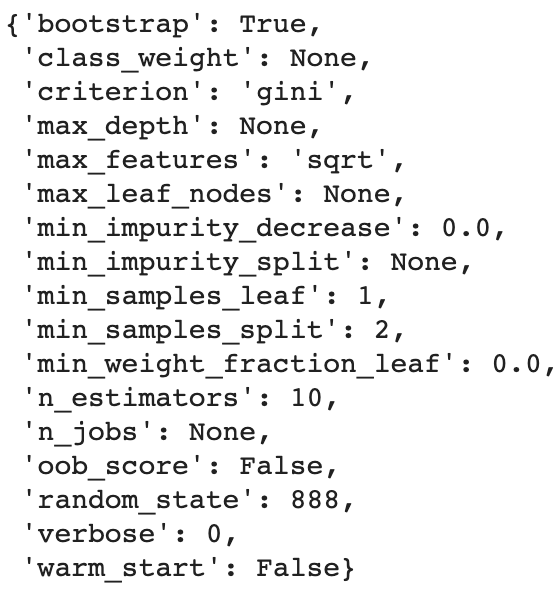 {'bootstrap': True,
'class_weight': None,
'criterion': 'gini',
'max_depth': None,
'max_features': 'sqrt',
'max_leaf_nodes': None,
'min_impurity_decrease': 0.0,
'min_impurity_split': None,
'min_samples_leaf': 1,
'min_samples_split': 2,
'min_weight_fraction_leaf': 0.0,
'n_estimators': 10,
'n_jobs': None,
'oob_score': False,
'random_state': 888,
'verbose': 0,
'warm_start': False}